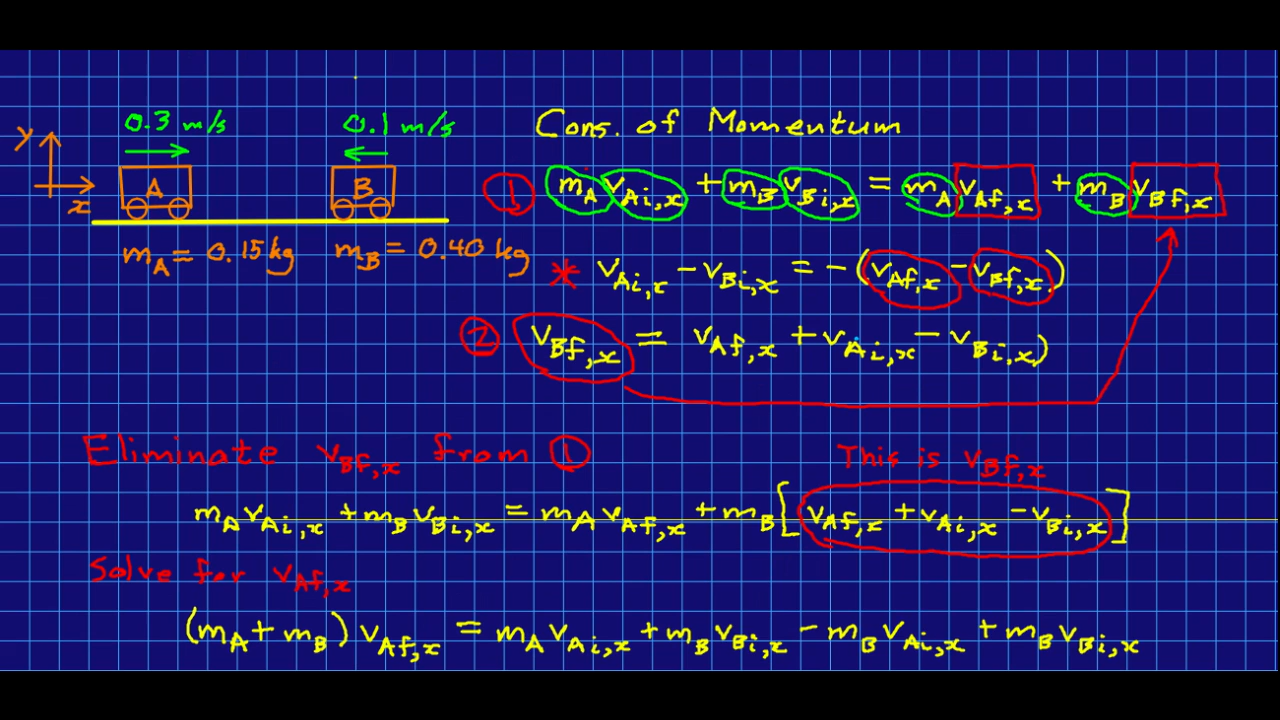 0.3 m/s 0.1 m/s
y
x
A B
m_A = 0.15 kg m_B = 0.40 kg
Cons. of Momentum
① m_A v_Ai,x + m_B v_Bi,x = m_A v_Af,x + m_B v_Bf,x
* v_Ai,x - v_Bi,x = -(v_Af,x - v_Bf,x)
② v_Bf,x = v_Af,x + v_Ai,x - v_Bi,x)
Eliminate v_Bf,x from ①
This is v_Bf,x
m_A v_Ai,x + m_B v_Bi,x = m_A v_Af,x + m_B [v_Af,x + v_Ai,x - v_Bi,x]
Solve for v_Af,x
(m_A + m_B) v_Af,x = m_A v_Ai,x + m_B v_Bi,x - m_B v_Ai,x + m_B v_Bi,x